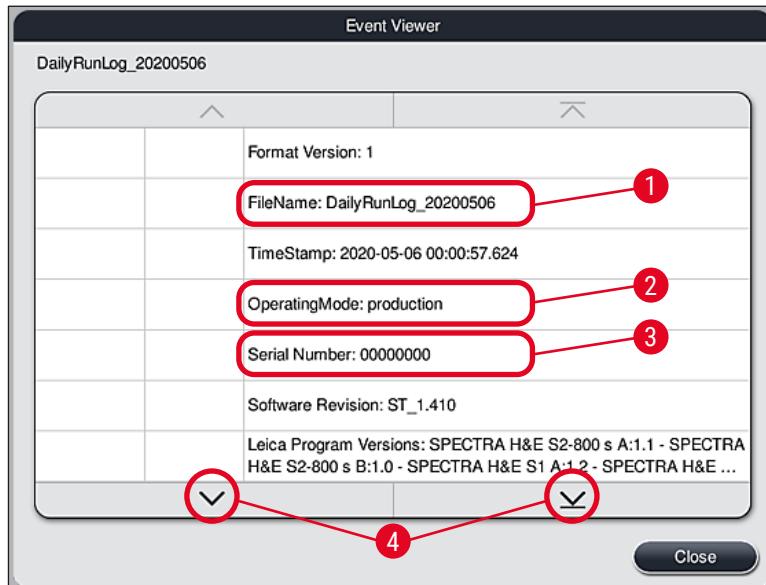 Event Viewer
DailyRunLog_20200506
Format Version: 1
FileName: DailyRunLog_20200506
1
TimeStamp: 2020-05-06 00:00:57.624
OperatingMode: production
2
Serial Number: 00000000
3
Software Revision: ST_1.410
Leica Program Versions: SPECTRA H&E S2-800 s A:1.1 - SPECTRA
H&E S2-800 s B:1.0 - SPECTRA H&E S1 A:1.2 - SPECTRA H&E ...
4
Close